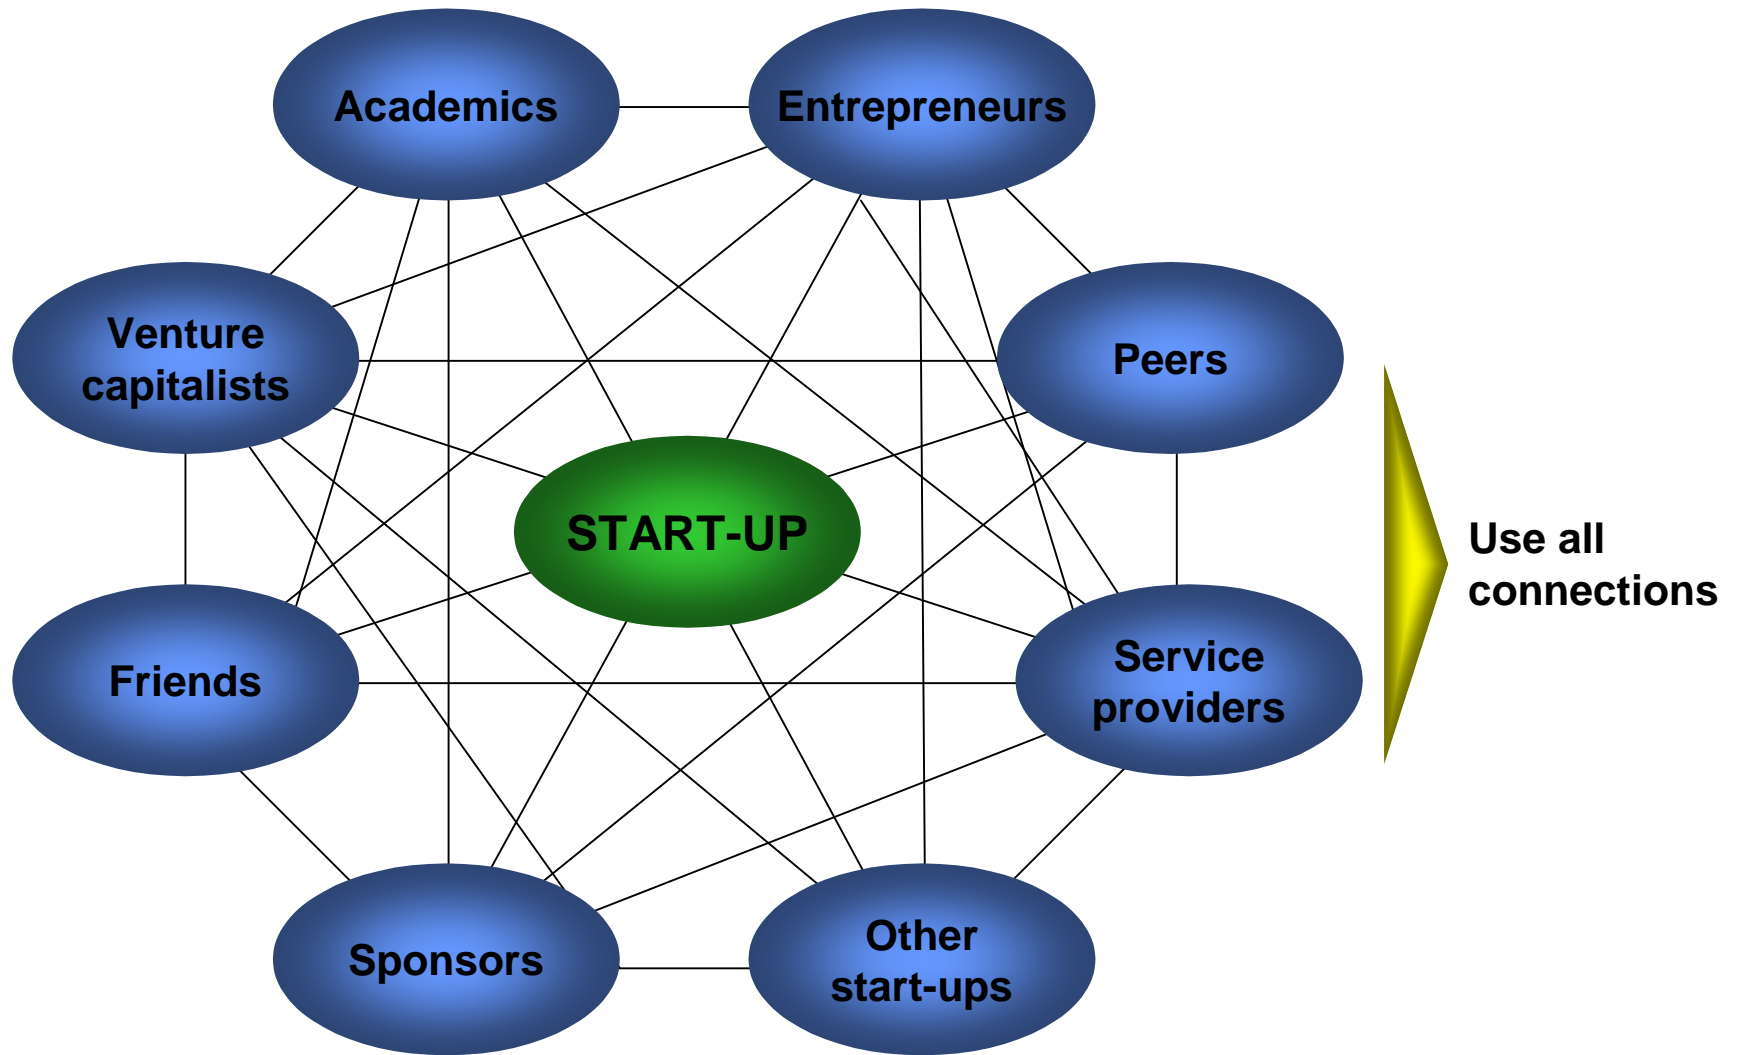 Academics
Entrepreneurs
Venture
capitalists
Peers
START-UP
Use all
connections
Friends
Service
providers
Sponsors
Other
start-ups